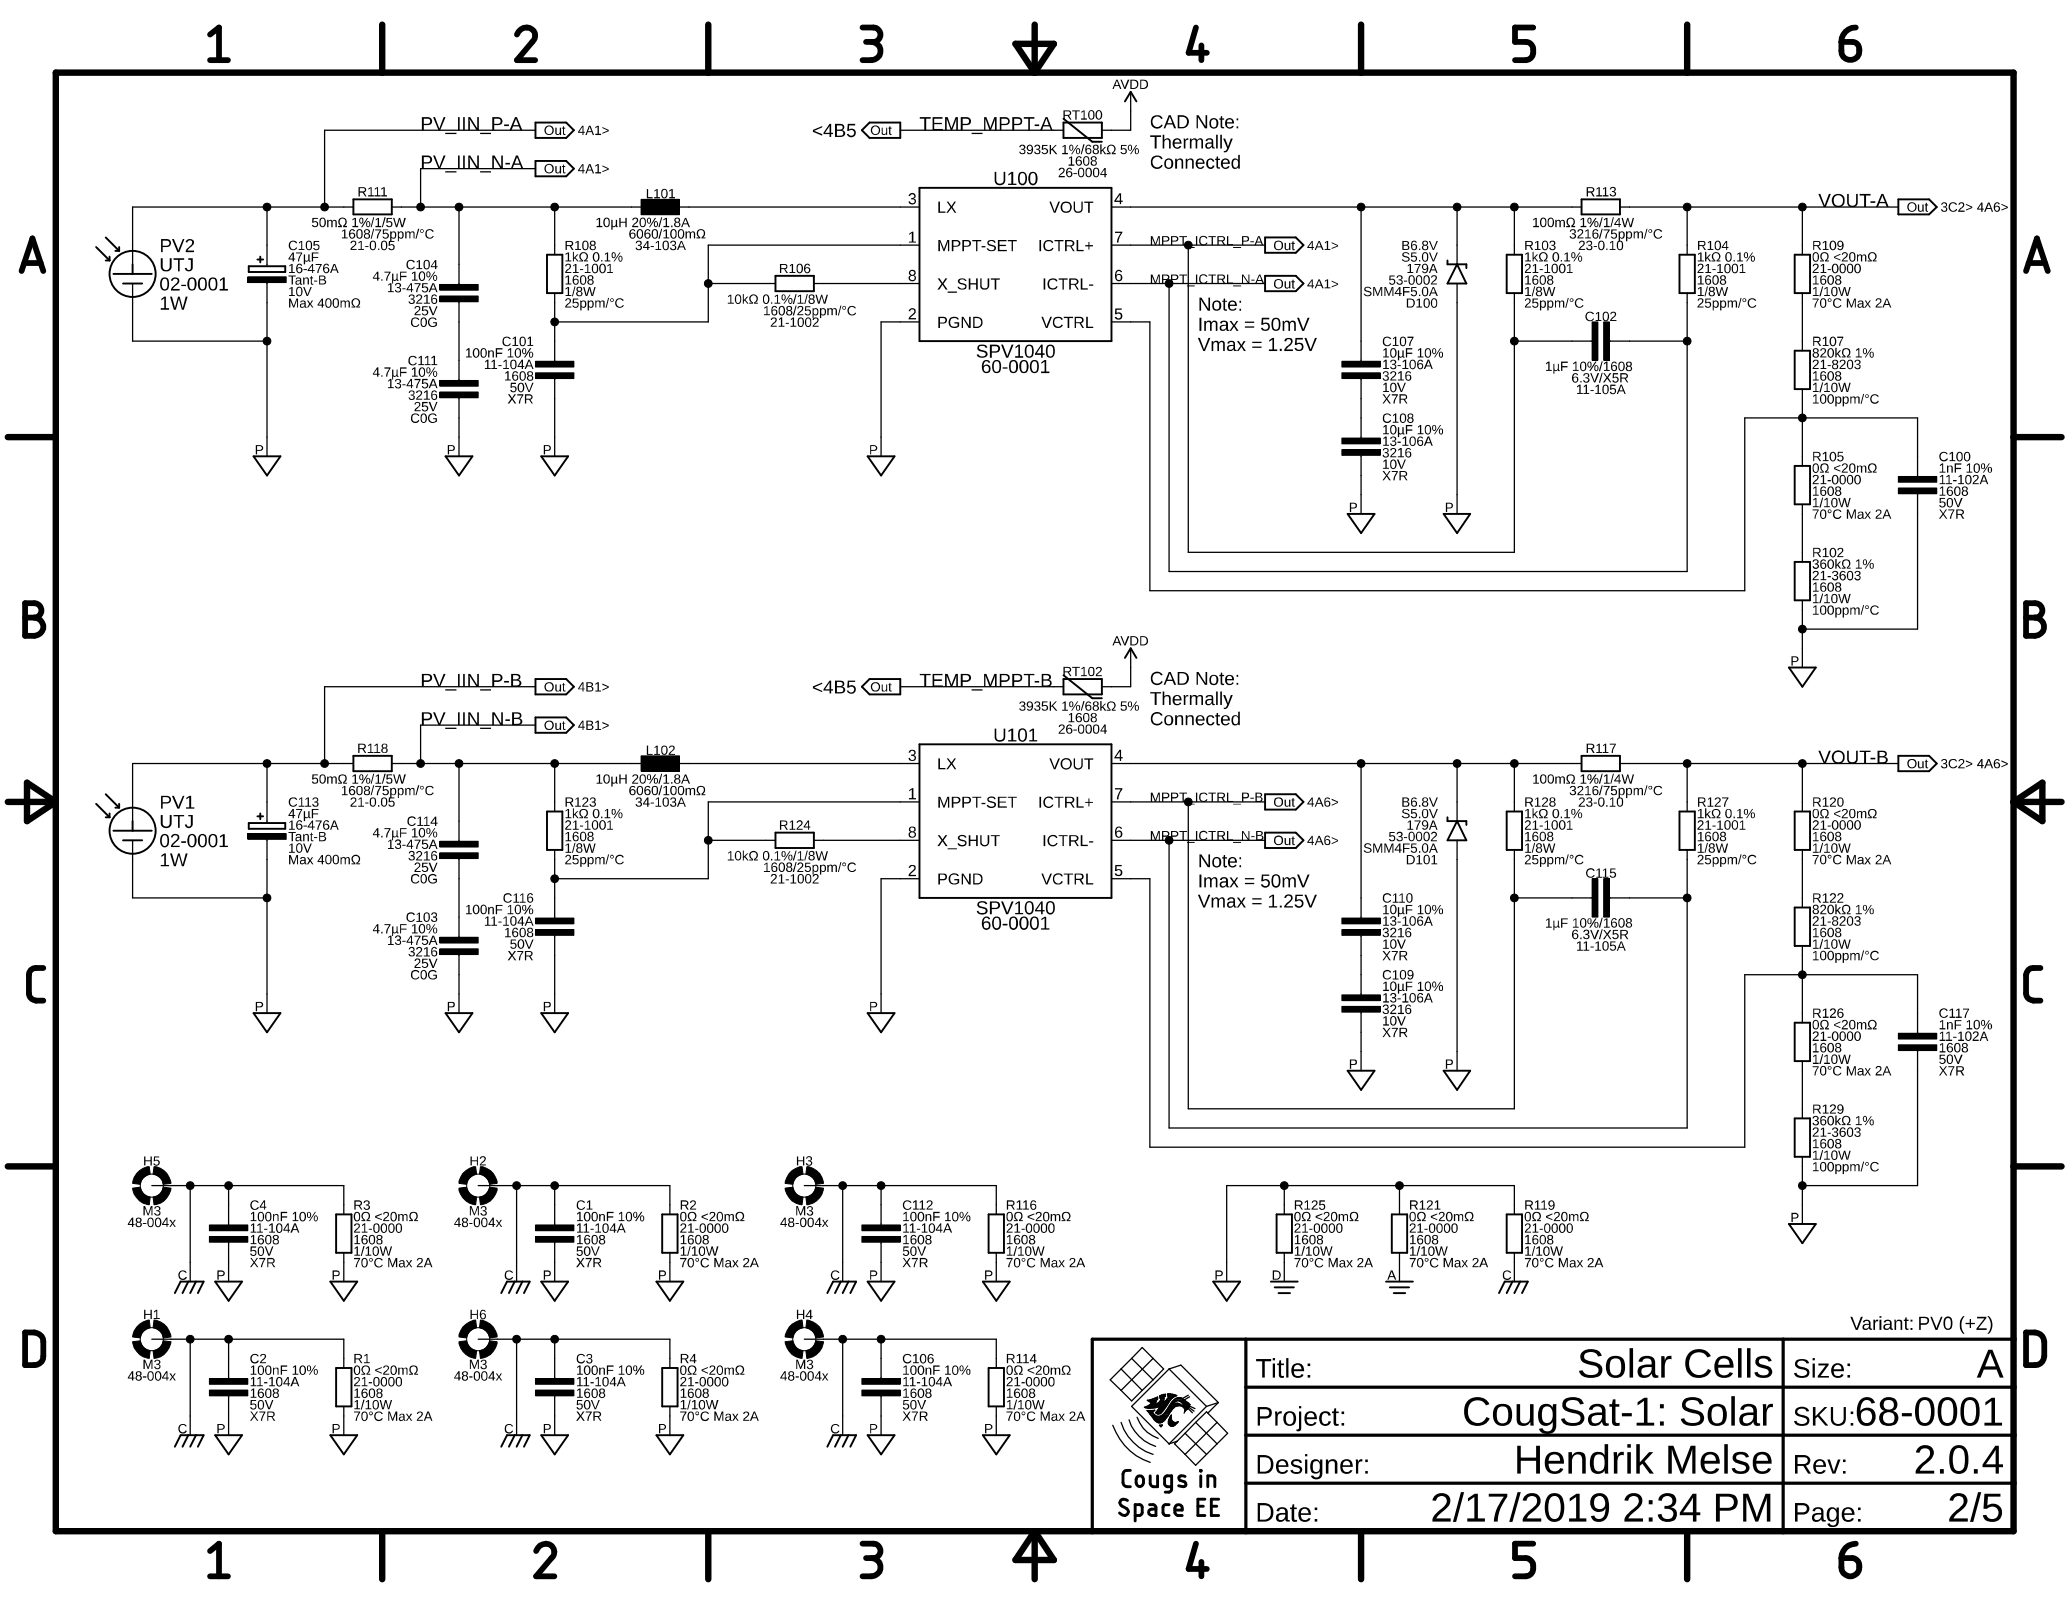 1 2 3 4 5 6
A
A
B
B
C
C
D
D
PV_IIN_P-A Out 4A1>
PV_IIN_N-A Out 4A1>
<4B5 Out TEMP_MPPT-A
AVDD
RT100
3935K 1%/68kΩ 5%
1608
26-0004
CAD Note:
Thermally
Connected
PV2
UTJ
02-0001
1W
C105
47µF
16-476A
Tant-B
10V
Max 400mΩ
R111
50mΩ 1%/1/5W
1608/75ppm/°C
21-0.05
C104
4.7µF 10%
13-475A
3216
25V
C0G
C111
4.7µF 10%
13-475A
3216
25V
C0G
R108
1kΩ 0.1%
21-1001
1608
1/8W
25ppm/°C
C101
100nF 10%
11-104A
1608
50V
X7R
L101
10µH 20%/1.8A
6060/100mΩ
34-103A
R106
10kΩ 0.1%/1/8W
1608/25ppm/°C
21-1002
U100
3 LX VOUT 4
1 MPPT-SET ICTRL+ 7
8 X_SHUT ICTRL- 6
2 PGND VCTRL 5
SPV1040
60-0001
MPPT_ICTRL_P-A Out 4A1>
MPPT_ICTRL_N-A Out 4A1>
Note:
Imax = 50mV
Vmax = 1.25V
C107
10µF 10%
13-106A
3216
10V
X7R
C108
10µF 10%
13-106A
3216
10V
X7R
B6.8V
S5.0V
179A
53-0002
SMM4F5.0A
D100
R103
1kΩ 0.1%
21-1001
1608
1/8W
25ppm/°C
R113
100mΩ 1%/1/4W
3216/75ppm/°C
23-0.10
C102
1µF 10%/1608
6.3V/X5R
11-105A
R104
1kΩ 0.1%
21-1001
1608
1/8W
25ppm/°C
VOUT-A Out 3C2> 4A6>
R109
0Ω <20mΩ
21-0000
1608
1/10W
70°C Max 2A
R107
820kΩ 1%
21-8203
1608
1/10W
100ppm/°C
R105
0Ω <20mΩ
21-0000
1608
1/10W
70°C Max 2A
C100
1nF 10%
11-102A
1608
50V
X7R
R102
360kΩ 1%
21-3603
1608
1/10W
100ppm/°C
P P P P P P P
PV_IIN_P-B Out 4B1>
PV_IIN_N-B Out 4B1>
<4B5 Out TEMP_MPPT-B
AVDD
RT102
3935K 1%/68kΩ 5%
1608
26-0004
CAD Note:
Thermally
Connected
PV1
UTJ
02-0001
1W
C113
47µF
16-476A
Tant-B
10V
Max 400mΩ
R118
50mΩ 1%/1/5W
1608/75ppm/°C
21-0.05
C114
4.7µF 10%
13-475A
3216
25V
C0G
C103
4.7µF 10%
13-475A
3216
25V
C0G
R123
1kΩ 0.1%
21-1001
1608
1/8W
25ppm/°C
C116
100nF 10%
11-104A
1608
50V
X7R
L102
10µH 20%/1.8A
6060/100mΩ
34-103A
R124
10kΩ 0.1%/1/8W
1608/25ppm/°C
21-1002
U101
3 LX VOUT 4
1 MPPT-SET ICTRL+ 7
8 X_SHUT ICTRL- 6
2 PGND VCTRL 5
SPV1040
60-0001
MPPT_ICTRL_P-B Out 4A6>
MPPT_ICTRL_N-B Out 4A6>
Note:
Imax = 50mV
Vmax = 1.25V
C110
10µF 10%
13-106A
3216
10V
X7R
C109
10µF 10%
13-106A
3216
10V
X7R
B6.8V
S5.0V
179A
53-0002
SMM4F5.0A
D101
R128
1kΩ 0.1%
21-1001
1608
1/8W
25ppm/°C
R117
100mΩ 1%/1/4W
3216/75ppm/°C
23-0.10
C115
1µF 10%/1608
6.3V/X5R
11-105A
R127
1kΩ 0.1%
21-1001
1608
1/8W
25ppm/°C
VOUT-B Out 3C2> 4A6>
R120
0Ω <20mΩ
21-0000
1608
1/10W
70°C Max 2A
R122
820kΩ 1%
21-8203
1608
1/10W
100ppm/°C
R126
0Ω <20mΩ
21-0000
1608
1/10W
70°C Max 2A
C117
1nF 10%
11-102A
1608
50V
X7R
R129
360kΩ 1%
21-3603
1608
1/10W
100ppm/°C
P P P P P P P
H5
M3
48-004x
C4
100nF 10%
11-104A
1608
50V
X7R
R3
0Ω <20mΩ
21-0000
1608
1/10W
70°C Max 2A
C P P
H2
M3
48-004x
C1
100nF 10%
11-104A
1608
50V
X7R
R2
0Ω <20mΩ
21-0000
1608
1/10W
70°C Max 2A
C P P
H3
M3
48-004x
C112
100nF 10%
11-104A
1608
50V
X7R
R116
0Ω <20mΩ
21-0000
1608
1/10W
70°C Max 2A
C P P
R125
0Ω <20mΩ
21-0000
1608
1/10W
70°C Max 2A
R121
0Ω <20mΩ
21-0000
1608
1/10W
70°C Max 2A
R119
0Ω <20mΩ
21-0000
1608
1/10W
70°C Max 2A
P D A C
H1
M3
48-004x
C2
100nF 10%
11-104A
1608
50V
X7R
R1
0Ω <20mΩ
21-0000
1608
1/10W
70°C Max 2A
C P P
H6
M3
48-004x
C3
100nF 10%
11-104A
1608
50V
X7R
R4
0Ω <20mΩ
21-0000
1608
1/10W
70°C Max 2A
C P P
H4
M3
48-004x
C106
100nF 10%
11-104A
1608
50V
X7R
R114
0Ω <20mΩ
21-0000
1608
1/10W
70°C Max 2A
C P P
Variant: PV0 (+Z)
Cougs in
Space EE
Title: Solar Cells Size: A
Project: CougSat-1: Solar SKU: 68-0001
Designer: Hendrik Melse Rev: 2.0.4
Date: 2/17/2019 2:34 PM Page: 2/5
1 2 3 4 5 6